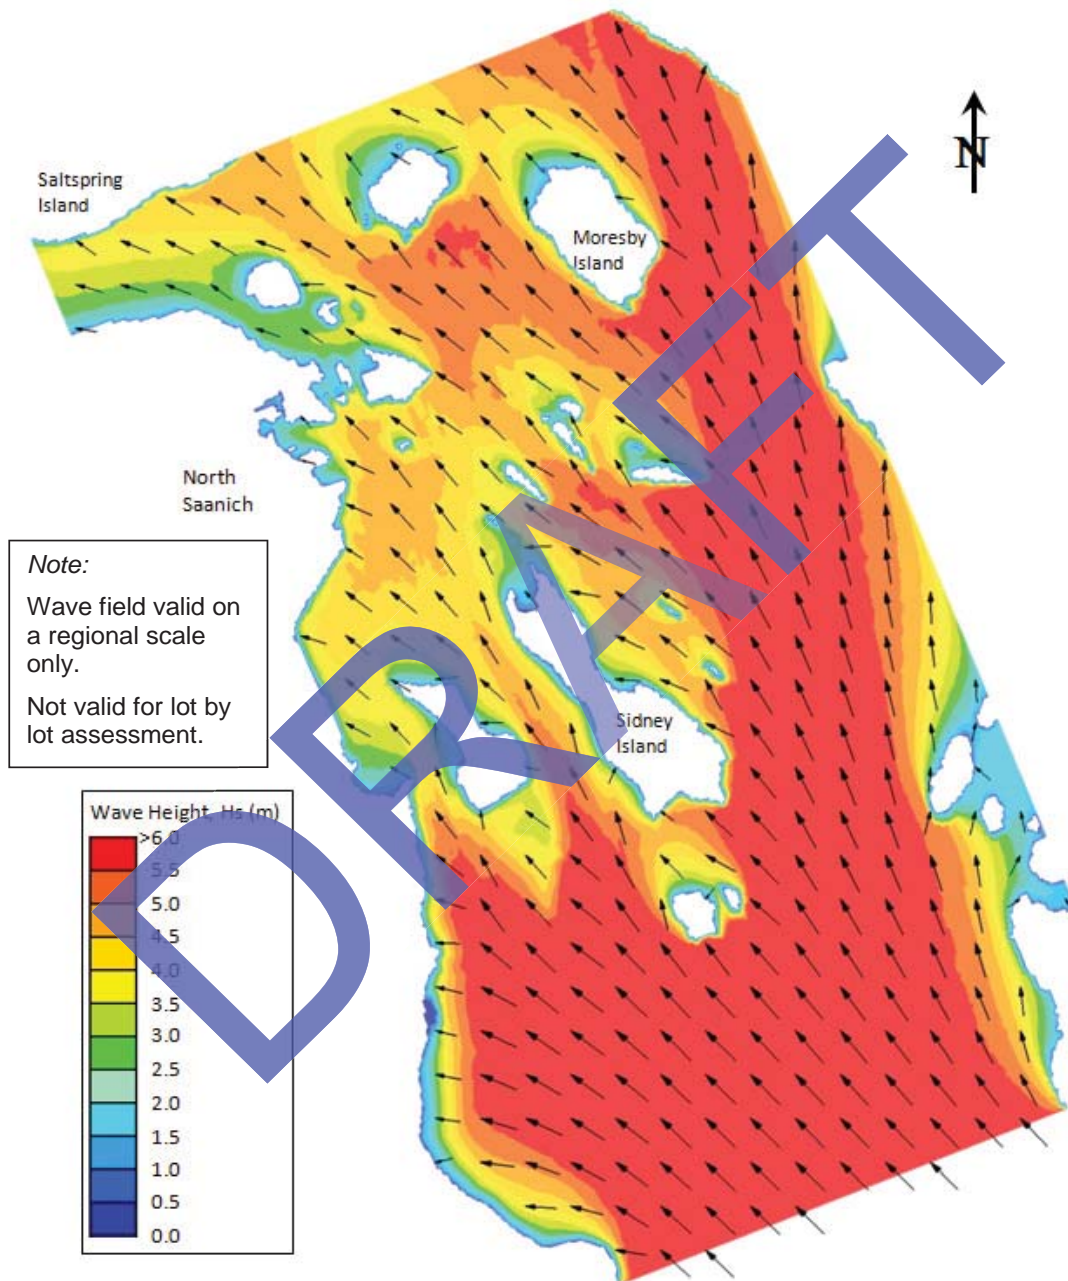 N
Saltspring
Island
Moresby
Island
North
Saanich
Note:
Wave field valid on
a regional scale
only.
Not valid for lot by
lot assessment.
Sidney
Island
Wave Height, Hs (m)
>6.0
5.5
5.0
4.5
4.0
3.5
3.0
2.5
2.0
1.5
1.0
0.5
0.0
DRAFT